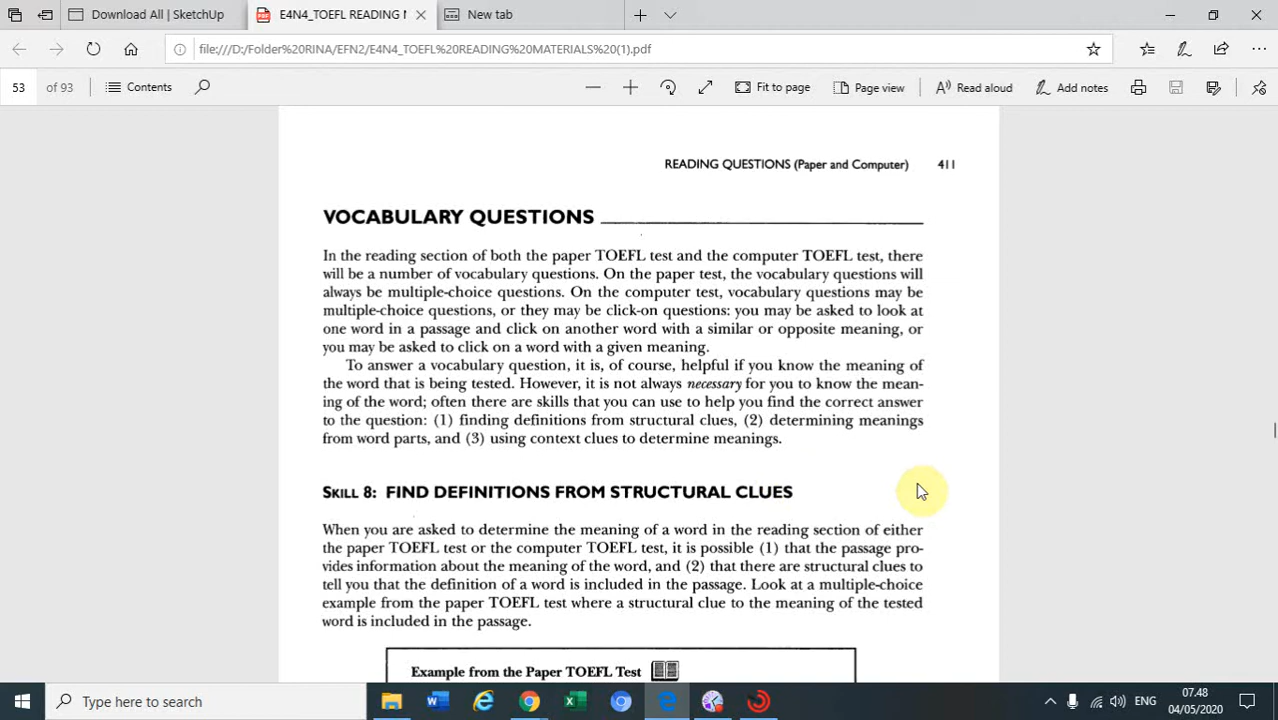 Download All | SketchUp
E4N4_TOEFL READING M
New tab
file:///D:/Folder%20RINA/EFN2/E4N4_TOEFL%20READING%20MATERIALS%20(1).pdf
53 of 93
Contents
Fit to page
Page view
Read aloud
Add notes
READING QUESTIONS (Paper and Computer) 411
VOCABULARY QUESTIONS
In the reading section of both the paper TOEFL test and the computer TOEFL test, there
will be a number of vocabulary questions. On the paper test, the vocabulary questions will
always be multiple-choice questions. On the computer test, vocabulary questions may be
multiple-choice questions, or they may be click-on questions: you may be asked to look at
one word in a passage and click on another word with a similar or opposite meaning, or
you may be asked to click on a word with a given meaning.
To answer a vocabulary question, it is, of course, helpful if you know the meaning of
the word that is being tested. However, it is not always necessary for you to know the mean-
ing of the word; often there are skills that you can use to help you find the correct answer
to the question: (1) finding definitions from structural clues, (2) determining meanings
from word parts, and (3) using context clues to determine meanings.
SKILL 8: FIND DEFINITIONS FROM STRUCTURAL CLUES
When you are asked to determine the meaning of a word in the reading section of either
the paper TOEFL test or the computer TOEFL test, it is possible (1) that the passage pro-
vides information about the meaning of the word, and (2) that there are structural clues to
tell you that the definition of a word is included in the passage. Look at a multiple-choice
example from the paper TOEFL test where a structural clue to the meaning of the tested
word is included in the passage.
Example from the Paper TOEFL Test
Type here to search
ENG
07.48
04/05/2020